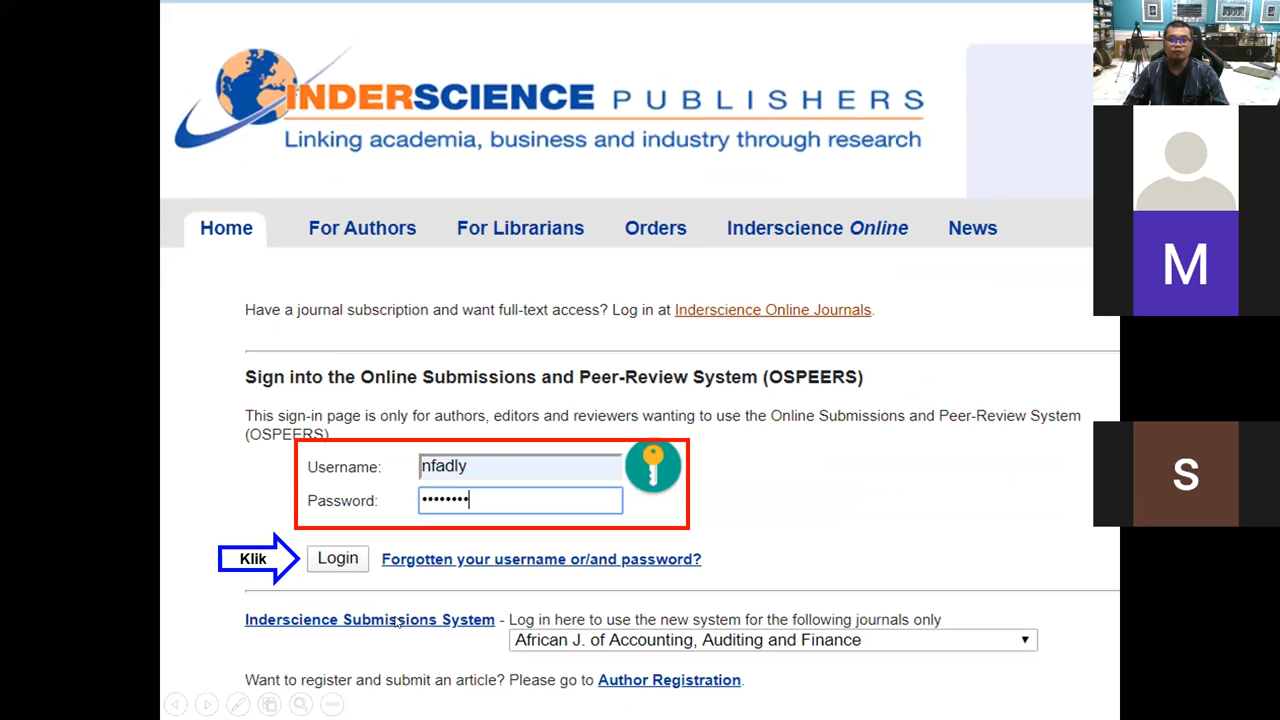 INDERSCIENCE PUBLISHERS
Linking academia, business and industry through research
Home For Authors For Librarians Orders Inderscience Online News
Have a journal subscription and want full-text access? Log in at Inderscience Online Journals.
Sign into the Online Submissions and Peer-Review System (OSPEERS)
This sign-in page is only for authors, editors and reviewers wanting to use the Online Submissions and Peer-Review System
(OSPEERS)
Username: nfadly
Password: ••••••••
Klik Login Forgotten your username or/and password?
Inderscience Submissions System - Log in here to use the new system for the following journals only
African J. of Accounting, Auditing and Finance
Want to register and submit an article? Please go to Author Registration.
M
S